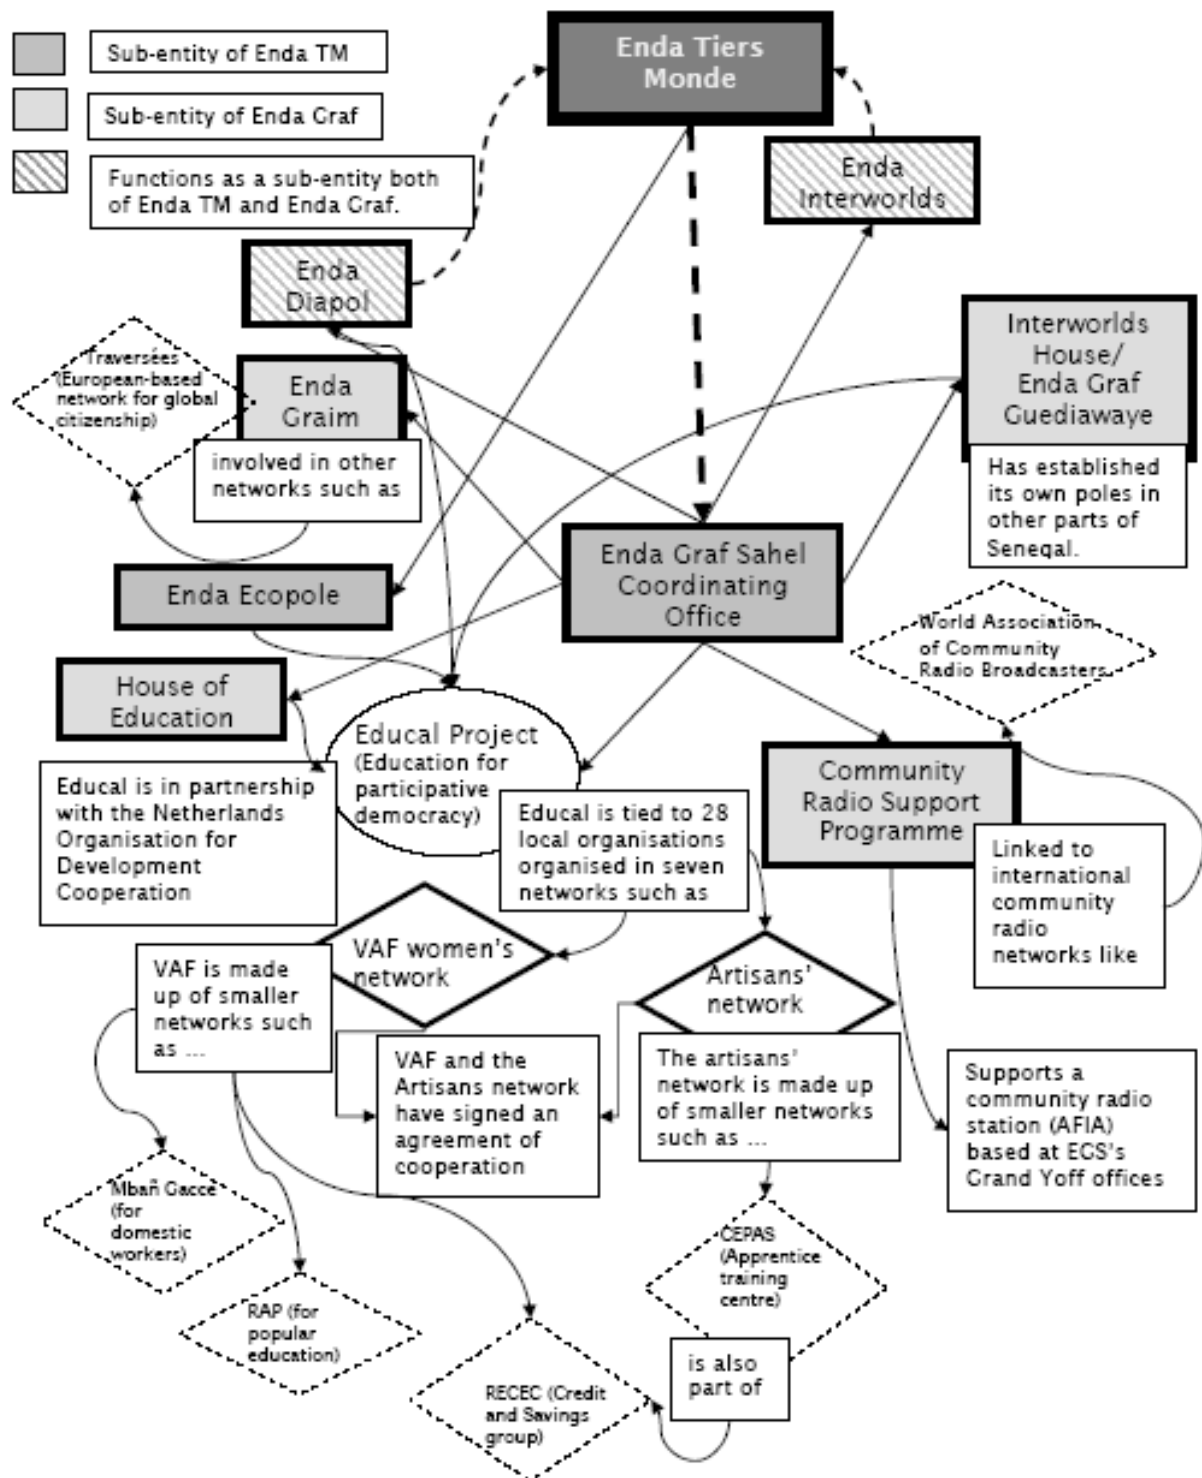 Enda Tiers
Monde
Sub-entity of Enda TM
Sub-entity of Enda Graf
Functions as a sub-entity both
of Enda TM and Enda Graf.
Enda
Interworlds
Enda
Diapol
Interworlds
House/
Enda Graf
Guediawaye
Has established
its own poles in
other parts of
Senegal.
Traversées
(European-based
network for global
citizenship)
Enda
Graim
involved in other
networks such as
Enda Ecopole
Enda Graf Sahel
Coordinating
Office
World Association
of Community
Radio Broadcasters
House of
Education
Educal Project
(Education for
participative
democracy)
Educal is in partnership
with the Netherlands
Organisation for
Development
Cooperation
Educal is tied to 28
local organisations
organised in seven
networks such as
Community
Radio Support
Programme
Linked to
international
community
radio
networks like
VAF women's
network
Artisans'
network
VAF is made
up of smaller
networks such
as ...
VAF and the
Artisans network
have signed an
agreement of
cooperation
The artisans'
network is made up
of smaller networks
such as ...
Supports a
community radio
station (AFIA)
based at EGS's
Grand Yoff offices
Mbañ Gacce
(for
domestic
workers)
RAP (for
popular
education)
RECEC (Credit
and Savings
group)
CEPAS
(Apprentice
training
centre)
is also
part of